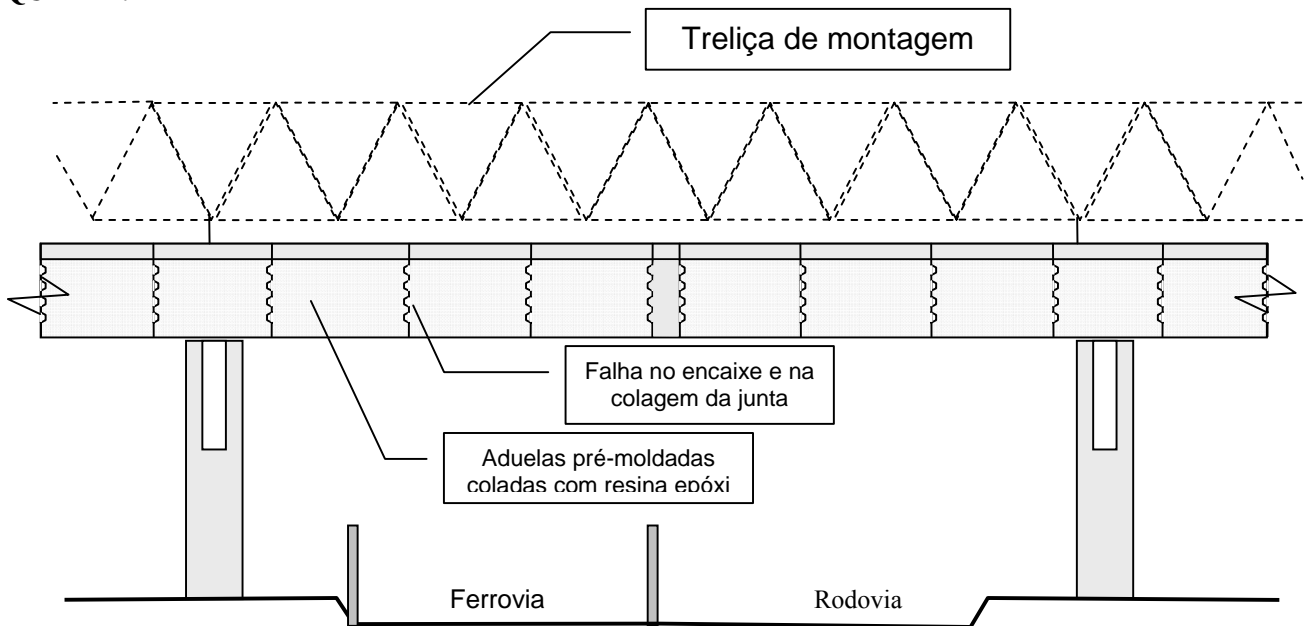 Treliça de montagem
Falha no encaixe e na
colagem da junta
Aduelas pré-moldadas
coladas com resina epóxi
Ferrovia
Rodovia